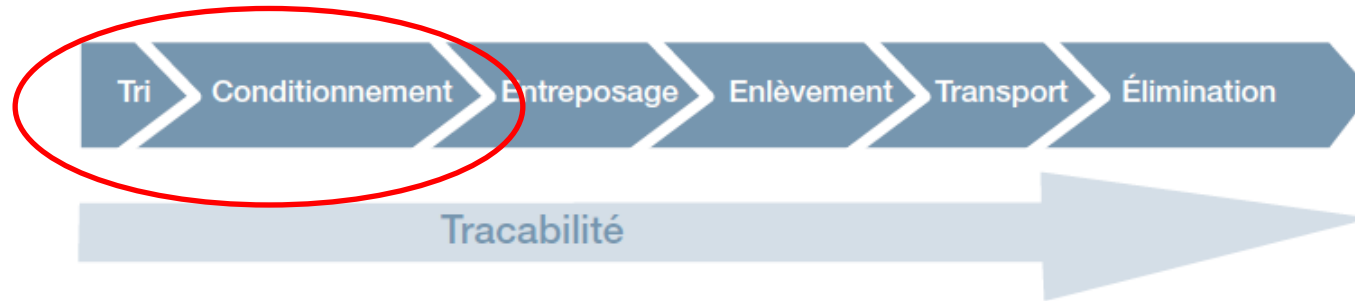 Tri Conditionnement Entreposage Enlèvement Transport Élimination
Tracabilité